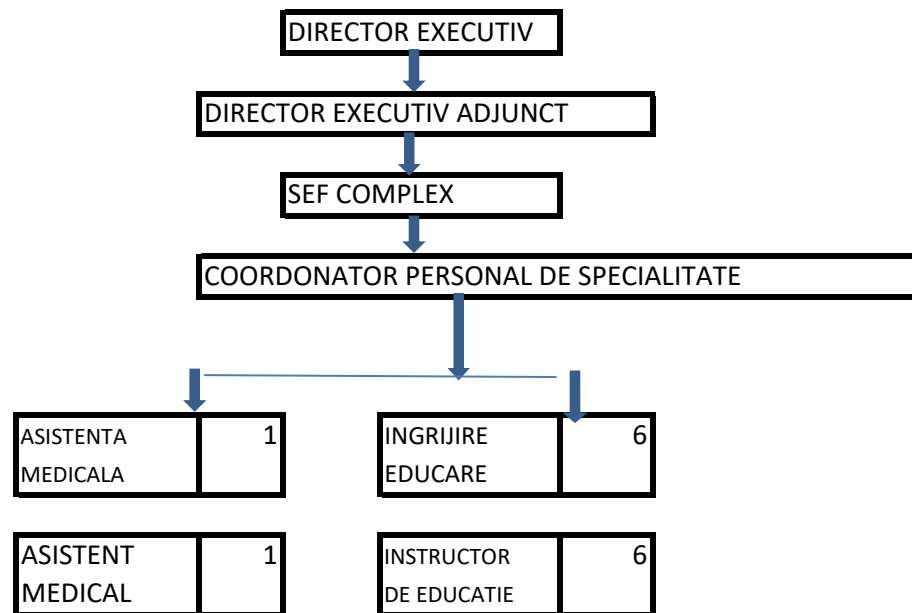 DIRECTOR EXECUTIV
DIRECTOR EXECUTIV ADJUNCT
SEF COMPLEX
COORDONATOR PERSONAL DE SPECIALITATE
ASISTENTA
MEDICALA
1
INGRIJIRE
EDUCARE
6
ASISTENT
MEDICAL
1
INSTRUCTOR
DE EDUCATIE
6